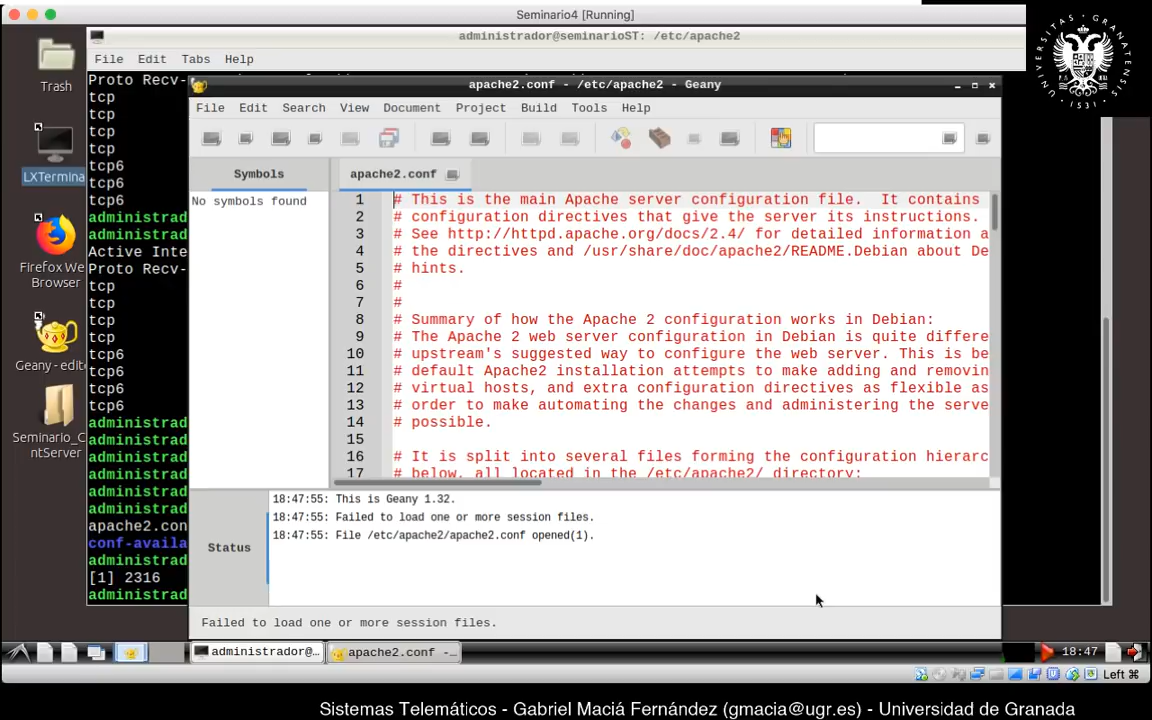 Seminario4 [Running]
administrador@seminarioST: /etc/apache2
File Edit Tabs Help
Trash
LXTermina
Firefox We
Browser
Geany - edit
Seminario_C
ntServer
Proto Recv-
tcp
tcp
tcp
tcp
tcp6
tcp6
tcp6
administrad
administrad
Active Inte
Proto Recv-
tcp
tcp
tcp
tcp
tcp6
tcp6
tcp6
tcp6
administrad
administrad
administrad
administrad
administrad
administrad
apache2.con
conf-availa
administrad
[1] 2316
administrad
apache2.conf - /etc/apache2 - Geany
File Edit Search View Document Project Build Tools Help
Symbols
No symbols found
apache2.conf
1 # This is the main Apache server configuration file.  It contains
2 # configuration directives that give the server its instructions.
3 # See http://httpd.apache.org/docs/2.4/ for detailed information a
4 # the directives and /usr/share/doc/apache2/README.Debian about De
5 # hints.
6 #
7 #
8 # Summary of how the Apache 2 configuration works in Debian:
9 # The Apache 2 web server configuration in Debian is quite differe
10 # upstream's suggested way to configure the web server. This is be
11 # default Apache2 installation attempts to make adding and removin
12 # virtual hosts, and extra configuration directives as flexible as
13 # order to make automating the changes and administering the serve
14 # possible.
15
16 # It is split into several files forming the configuration hierarc
17 # below, all located in the /etc/apache2/ directory:
Status
18:47:55: This is Geany 1.32.
18:47:55: Failed to load one or more session files.
18:47:55: File /etc/apache2/apache2.conf opened(1).
Failed to load one or more session files.
administrador@...
apache2.conf -...
18:47
Left ⌘
UNIVERSITAS GRANATENSIS
1531
Sistemas Telemáticos - Gabriel Maciá Fernández (gmacia@ugr.es) - Universidad de Granada